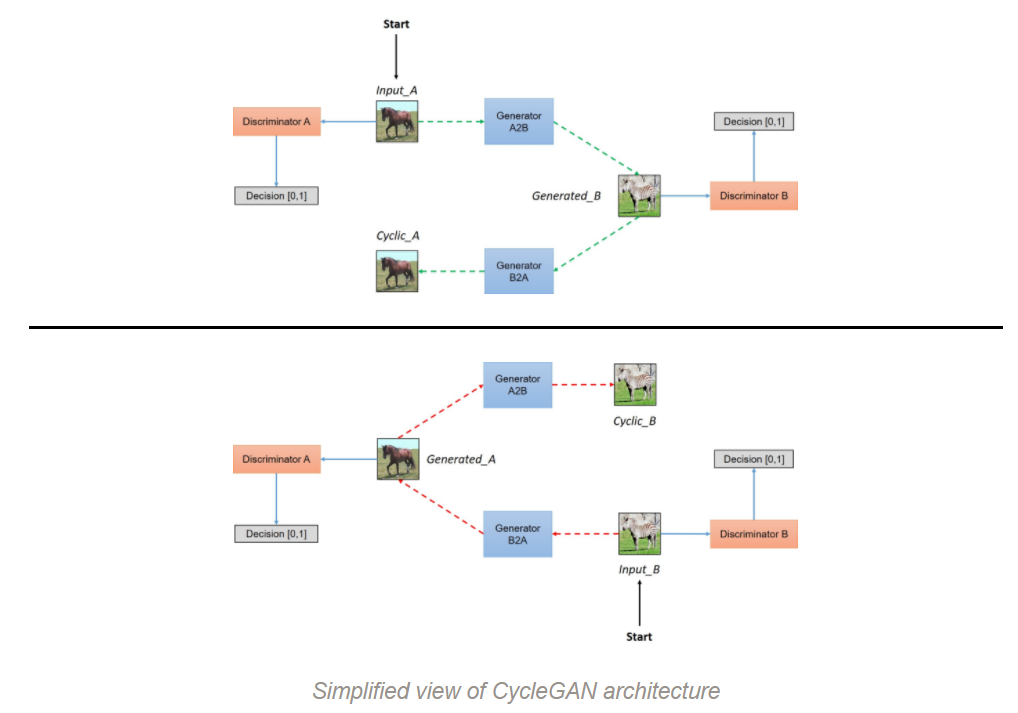 Start
Input_A
Discriminator A
Generator
A2B
Decision [0,1]
Decision [0,1]
Generated_B
Discriminator B
Cyclic_A
Generator
B2A
Generator
A2B
Cyclic_B
Discriminator A
Generated_A
Decision [0,1]
Decision [0,1]
Generator
B2A
Discriminator B
Input_B
Start
Simplified view of CycleGAN architecture